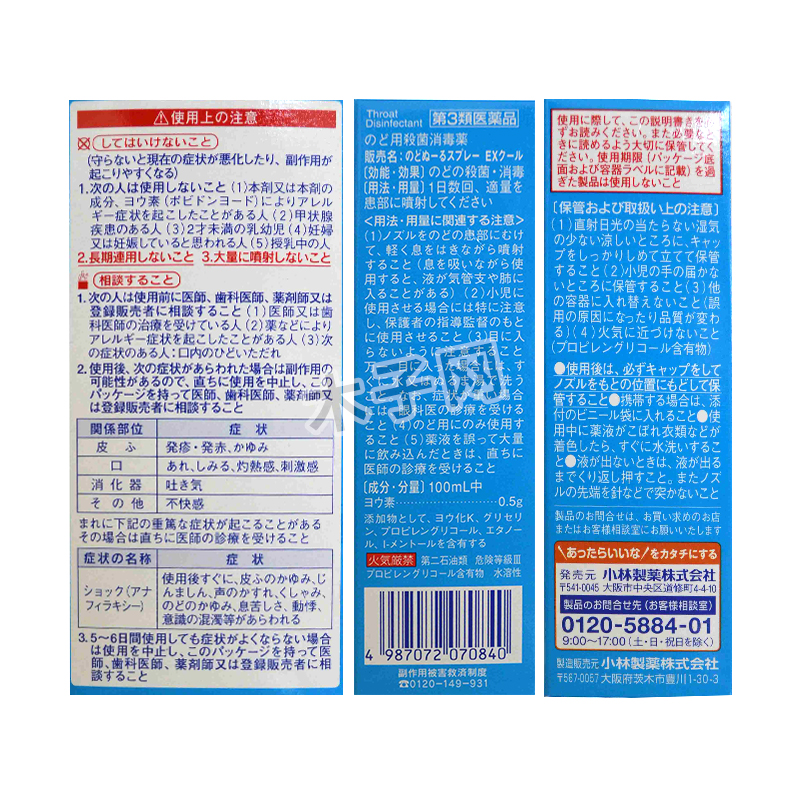 ⚠使用上の注意
してはいけないこと
(守らないと現在の症状が悪化したり、副作用が
起こりやすくなる)
1.次の人は使用しないこと(1)本剤又は本剤の
成分、ヨウ素(ポビドンヨード)によりアレル
ギー症状を起こしたことがある人(2)甲状腺
疾患のある人(3)2才未満の乳幼児(4)妊婦
又は妊娠していると思われる人(5)授乳中の人
2.長期連用しないこと 3.大量に噴射しないこと
相談すること
1.次の人は使用前に医師、歯科医師、薬剤師又は
登録販売者に相談すること(1)医師又は歯
科医師の治療を受けている人(2)薬などにより
アレルギー症状を起こしたことがある人(3)次
の症状のある人:口内のひどいただれ
2.使用後、次の症状があらわれた場合は副作用の
可能性があるので、直ちに使用を中止し、この
パッケージを持って医師、歯科医師、薬剤師又
は登録販売者に相談すること
関係部位 症状
皮ふ 発疹・発赤、かゆみ
口 あれ、しみる、灼熱感、刺激感
消化器 吐き気
その他 不快感
まれに下記の重篤な症状が起こることがある
その場合は直ちに医師の診療を受けること
症状の名称 症状
ショック(アナ
フィラキシー)
使用後すぐに、皮ふのかゆみ、じ
んましん、声のかすれ、くしゃみ、
のどのかゆみ、息苦しさ、動悸、
意識の混濁等があらわれる
3.5~6日間使用しても症状がよくならない場合
は使用を中止し、このパッケージを持って医
師、歯科医師、薬剤師又は登録販売者に相談
すること
Throat
Disinfectant
第3類医薬品
のど用殺菌消毒薬
販売名:のどぬーるスプレー EXクール
[効能・効果]のどの殺菌・消毒
[用法・用量]1日数回、適量を
患部に噴射してください
<用法・用量に関連する注意>
(1)ノズルをのどの患部にむけ
て、軽く息をはきながら噴射す
ること(息を吸いながら使
用すると、液が気管支や肺に
入ることがある)(2)小児に
使用させる場合には特に注意
し、保護者の指導監督のもと
に使用させること(3)目に入
らないように注意すること
すぐに水又はぬるま湯で洗う
こと 症状が 場合
は 眼科医の診療を受ける
こと(4)のど用にのみ使用す
ること(5)薬液を誤って大量
に飲み込んだときは、直ちに
医師の診療を受けること
[成分・分量]100mL中
ヨウ素……………0.5g
添加物として、ヨウ化K、グリセリ
ン、プロピレングリコール、エタノー
ル、l-メントールを含有する
火気厳禁 第二石油類 危険等級Ⅲ
プロピレングリコール含有物 水溶性
4 987072 070840
副作用被害救済制度
☎0120-149-931
使用に際して、この説明書きを必
ずお読みください。また必要なと
きに読めるよう大切に保管してく
ださい。使用期限(パッケージ底
面および容器ラベルに記載)を過
ぎた製品は使用しないこと
[保管および取扱い上の注意]
(1)直射日光の当たらない湿気
の少ない涼しいところに、キャッ
プをしっかりしめて立てて保管
すること(2)小児の手の届かな
いところに保管すること(3)他
の容器に入れ替えないこと(誤
用の原因になったり品質が変わ
る)(4)火気に近づけないこと
(プロピレングリコール含有物)
●使用後は、必ずキャップをして
ノズルをもとの位置にもどして保
管すること●携帯する場合は、添
付のビニール袋に入れること●使用
中に薬液がこぼれ衣類などが
着色したら、すぐに水洗いするこ
と●液が出ないときは、液が出る
までくり返し押すこと。またノズ
ルの先端を針などで突かないこと
製品のお問合せは、お買い求めのお店
またはお客様相談室にお願いいたします
\あったらいいな/をカタチにする
発売元 小林製薬株式会社
〒541-0045 大阪市中央区道修町4-4-10
製品のお問合せ先(お客様相談室)
0120-5884-01
9:00~17:00(土・日・祝日を除く)
製造販売元 小林製薬株式会社
〒567-0057 大阪府茨木市豊川1-30-3
木子网